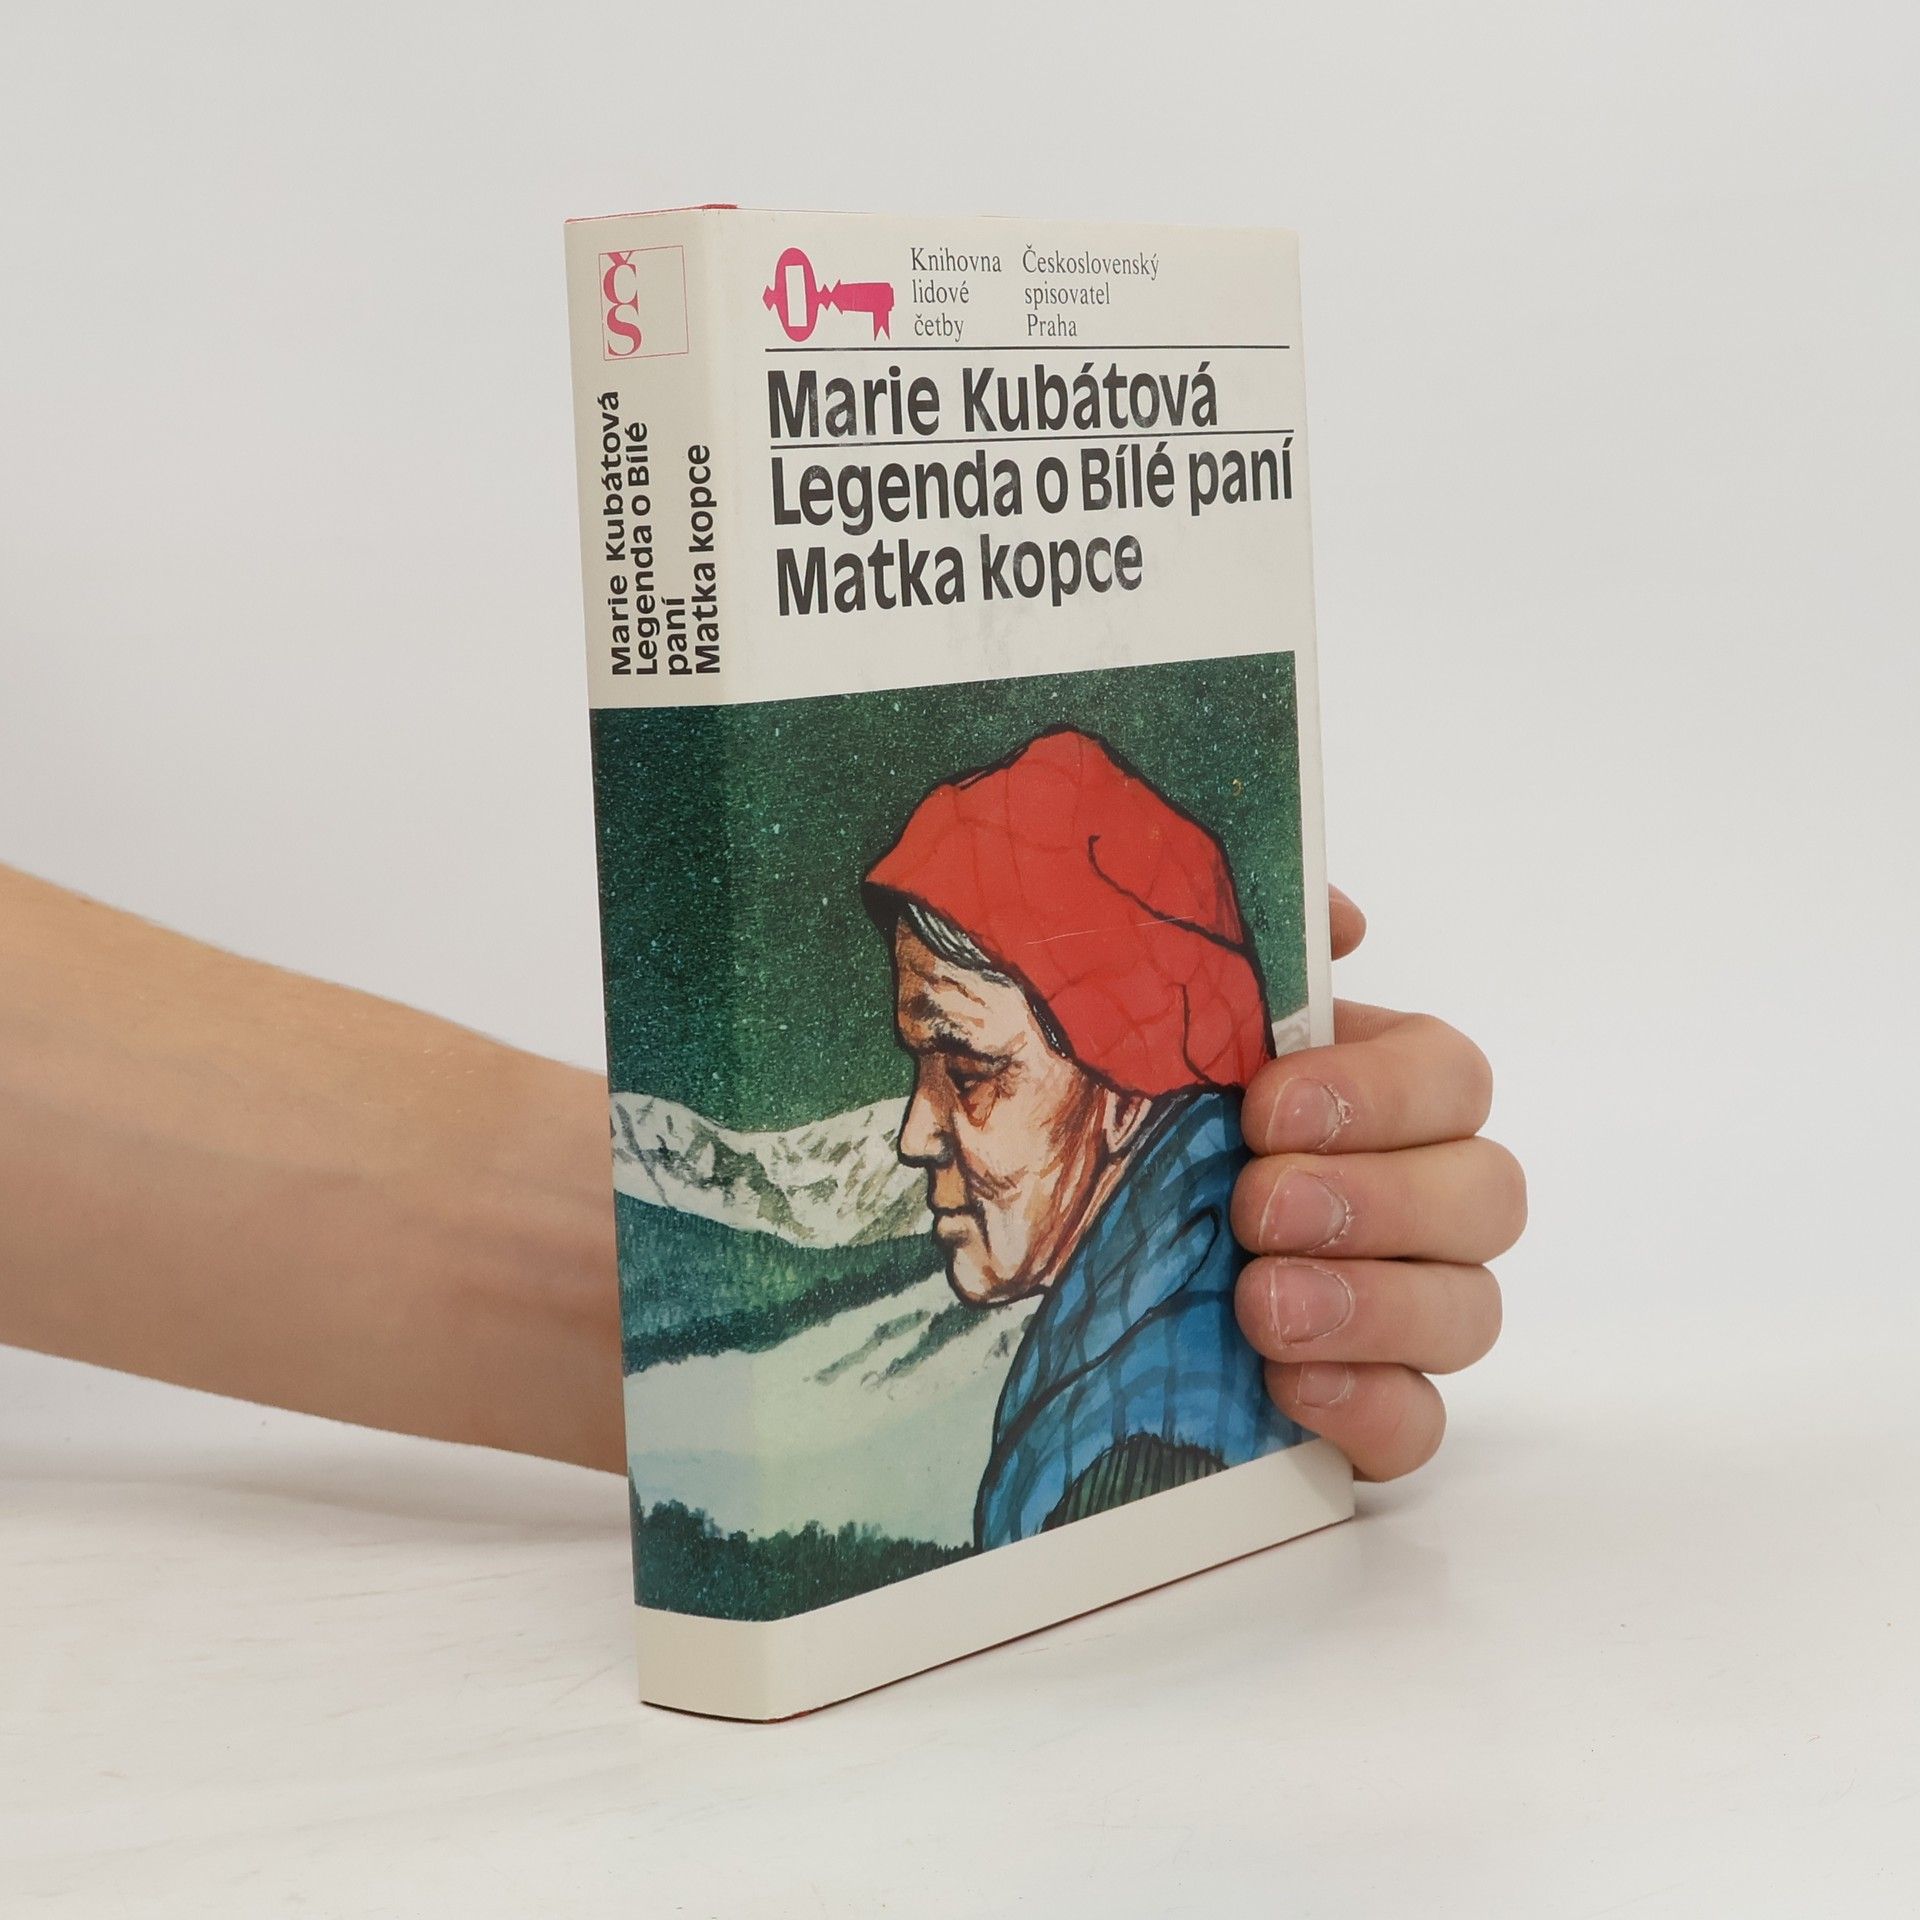 ČS
Marie Kubátová
Legenda o Bílé
paní
Matka kopce
Knihovna
lidové
četby
Československý
spisovatel
Praha
Marie Kubátová
Legenda o Bílé paní
Matka kopce